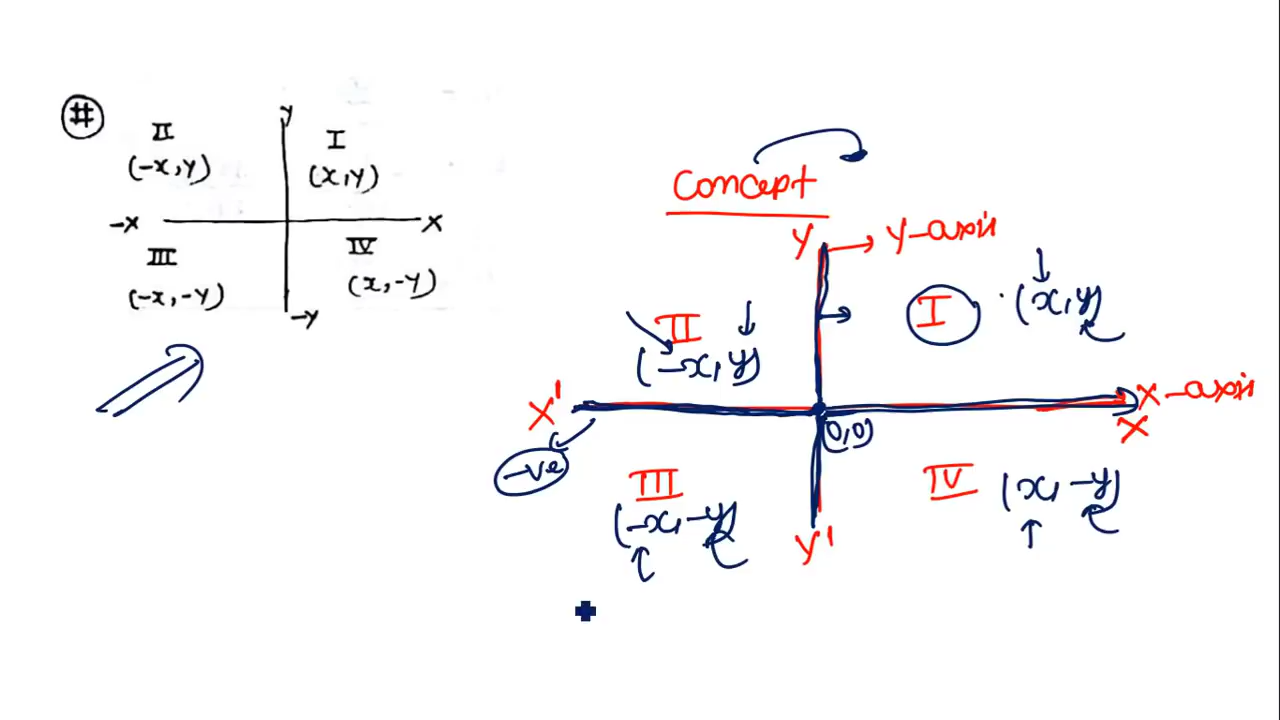 #
y
II
I
(-x,y)
(x,y)
-X
X
III
IV
(-x,-y)
(x,-y)
-y
Concept
Y
Y-axis
I
(x,y)
II
(-x,y)
X'
X-axis
X
(0,0)
-ve
III
(-x,-y)
IV
(x,-y)
Y'